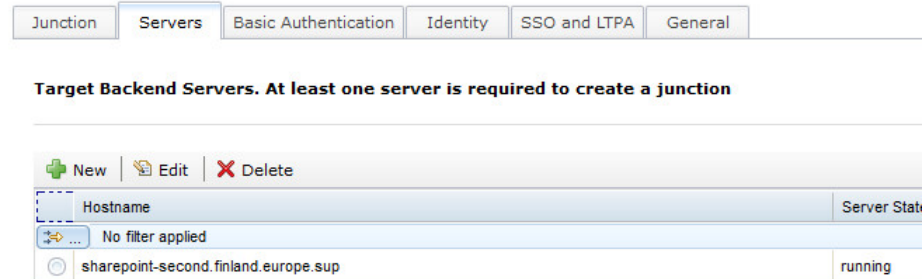 Junction Servers Basic Authentication Identity SSO and LTPA General
Target Backend Servers. At least one server is required to create a junction
New Edit Delete
Hostname Server State
... No filter applied
sharepoint-second.finland.europe.sup running